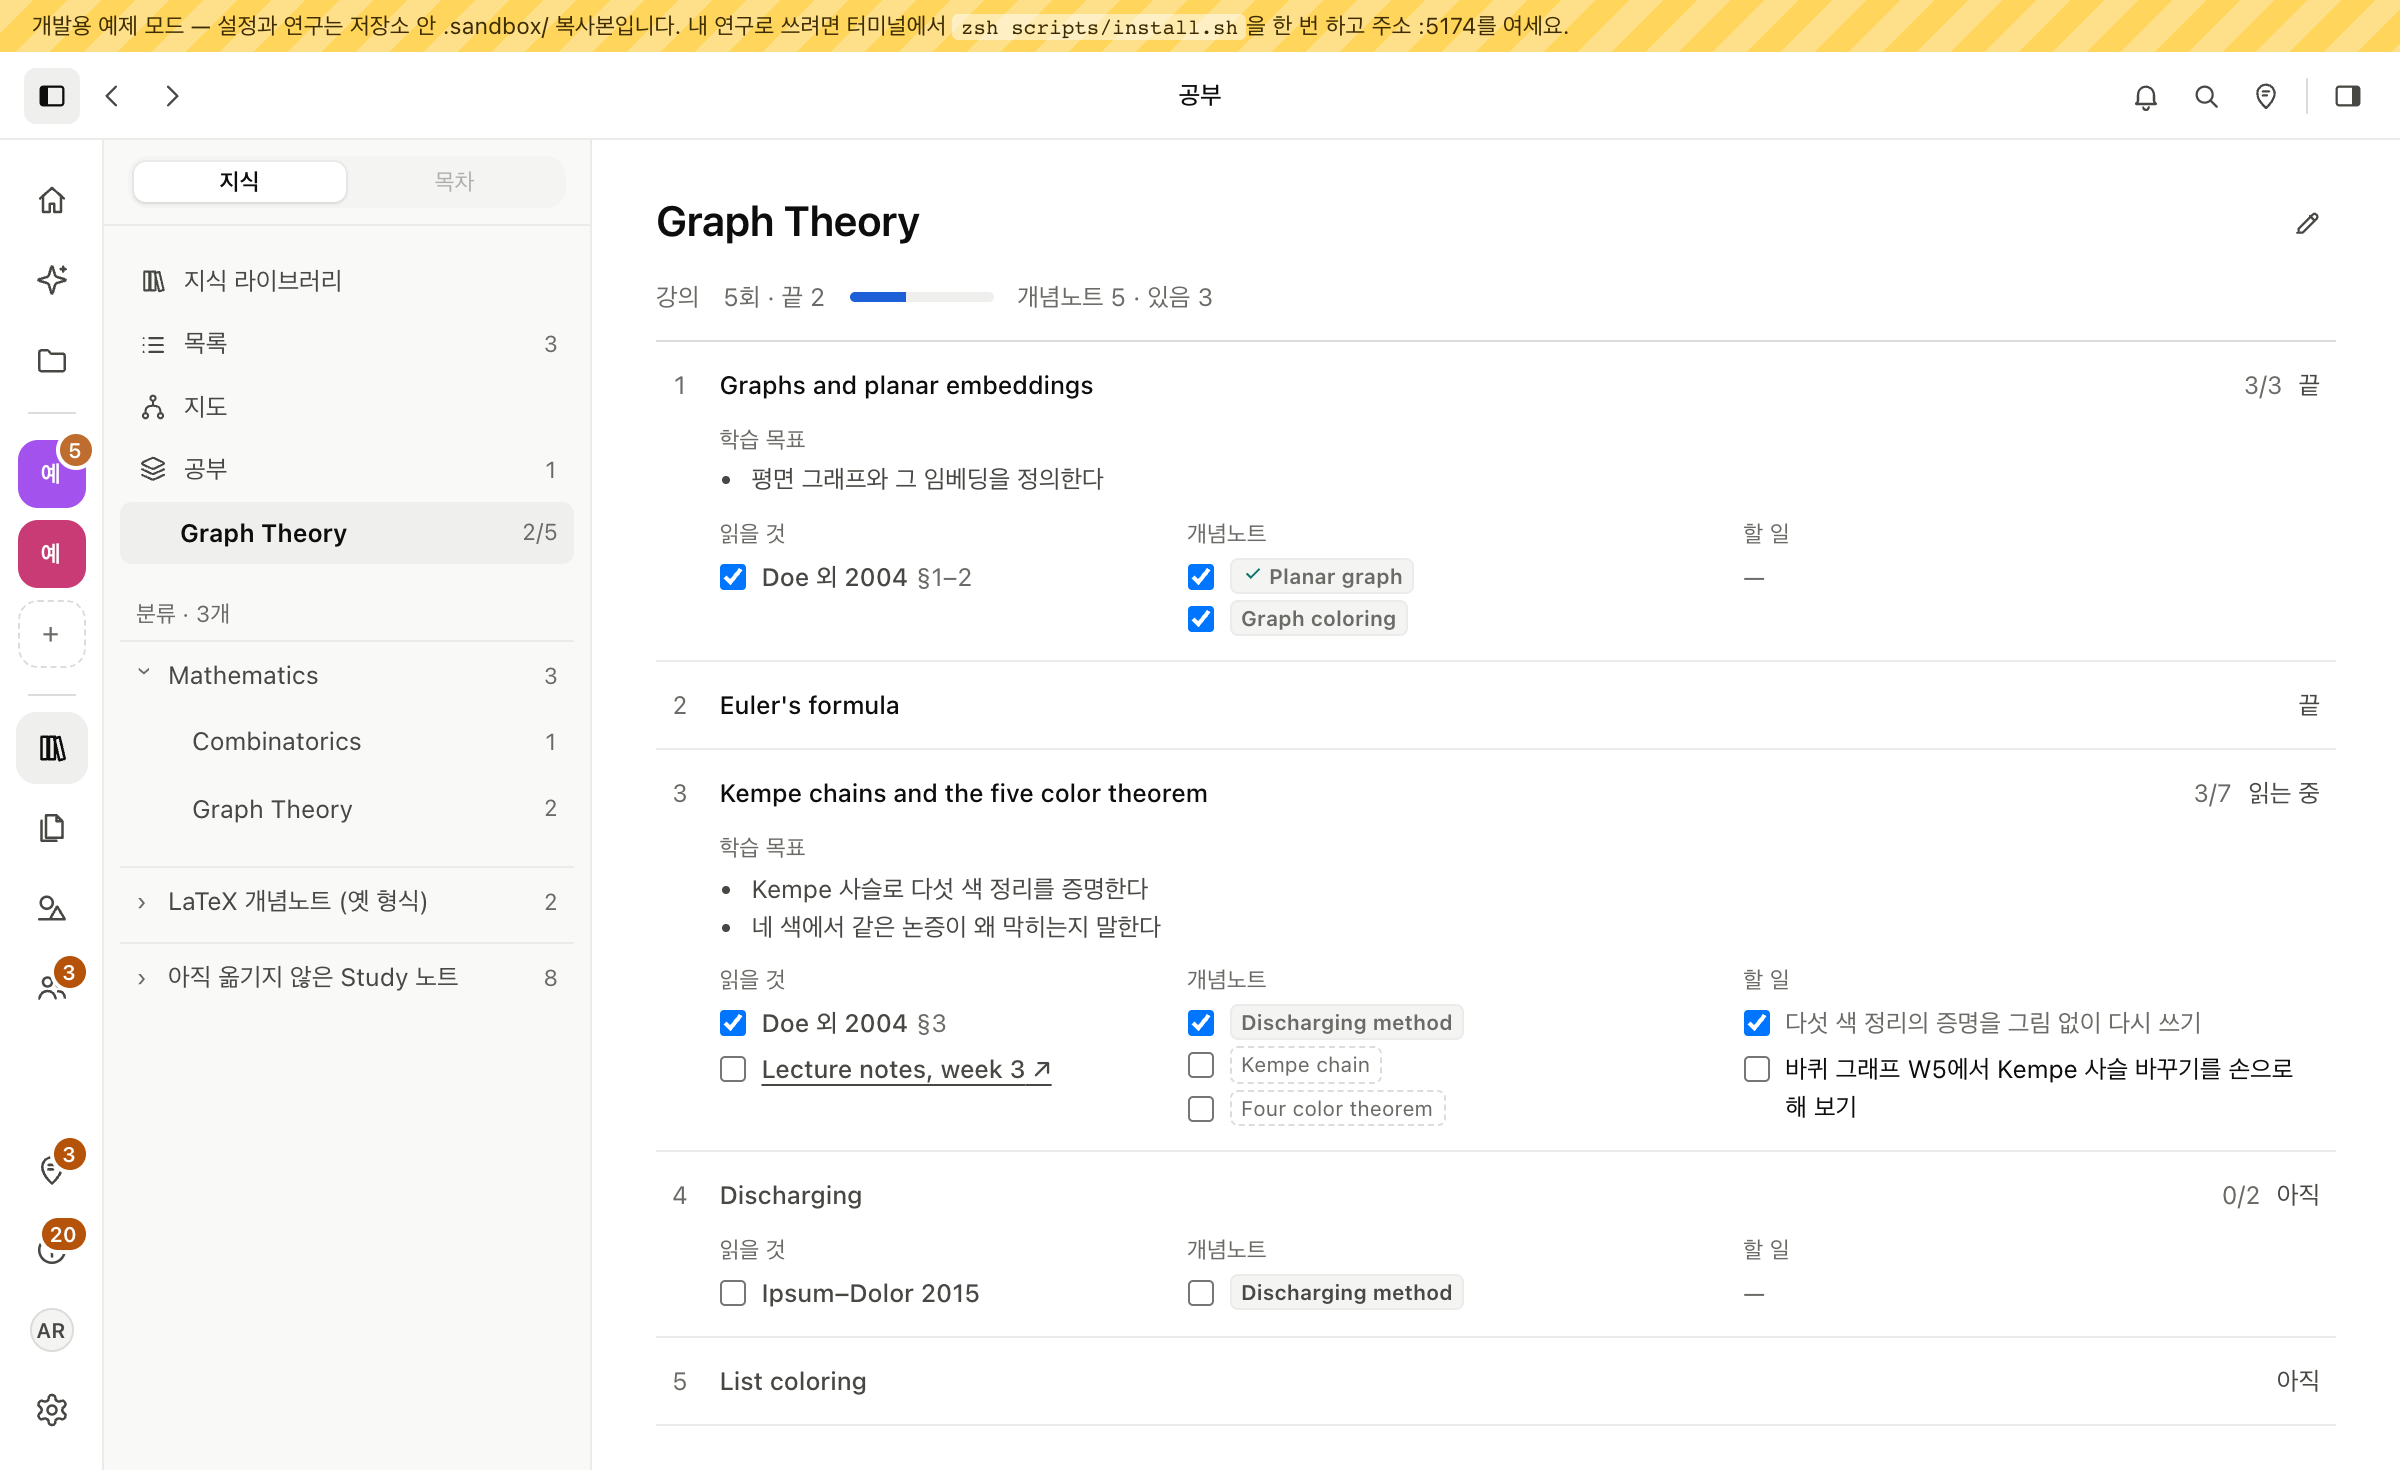 개발용 예제 모드 — 설정과 연구는 저장소 안 .sandbox/ 복사본입니다. 내 연구로 쓰려면 터미널에서 zsh scripts/install.sh을 한 번 하고 주소 :5174를 여세요.
공부
지식 목차
지식 라이브러리
목록 3
지도
공부 1
Graph Theory 2/5
분류 · 3개
Mathematics 3
Combinatorics 1
Graph Theory 2
LaTeX 개념노트 (옛 형식) 2
아직 옮기지 않은 Study 노트 8
5
예
예
+
3
3
20
AR
Graph Theory
강의 5회 · 끝 2 개념노트 5 · 있음 3
1 Graphs and planar embeddings 3/3 끝
학습 목표
• 평면 그래프와 그 임베딩을 정의한다
읽을 것 개념노트 할 일
Doe 외 2004 §1–2 Planar graph —
Graph coloring
2 Euler's formula 끝
3 Kempe chains and the five color theorem 3/7 읽는 중
학습 목표
• Kempe 사슬로 다섯 색 정리를 증명한다
• 네 색에서 같은 논증이 왜 막히는지 말한다
읽을 것 개념노트 할 일
Doe 외 2004 §3 Discharging method 다섯 색 정리의 증명을 그림 없이 다시 쓰기
Lecture notes, week 3 ↗ Kempe chain 바퀴 그래프 W5에서 Kempe 사슬 바꾸기를 손으로
Four color theorem 해 보기
4 Discharging 0/2 아직
읽을 것 개념노트 할 일
Ipsum–Dolor 2015 Discharging method —
5 List coloring 아직